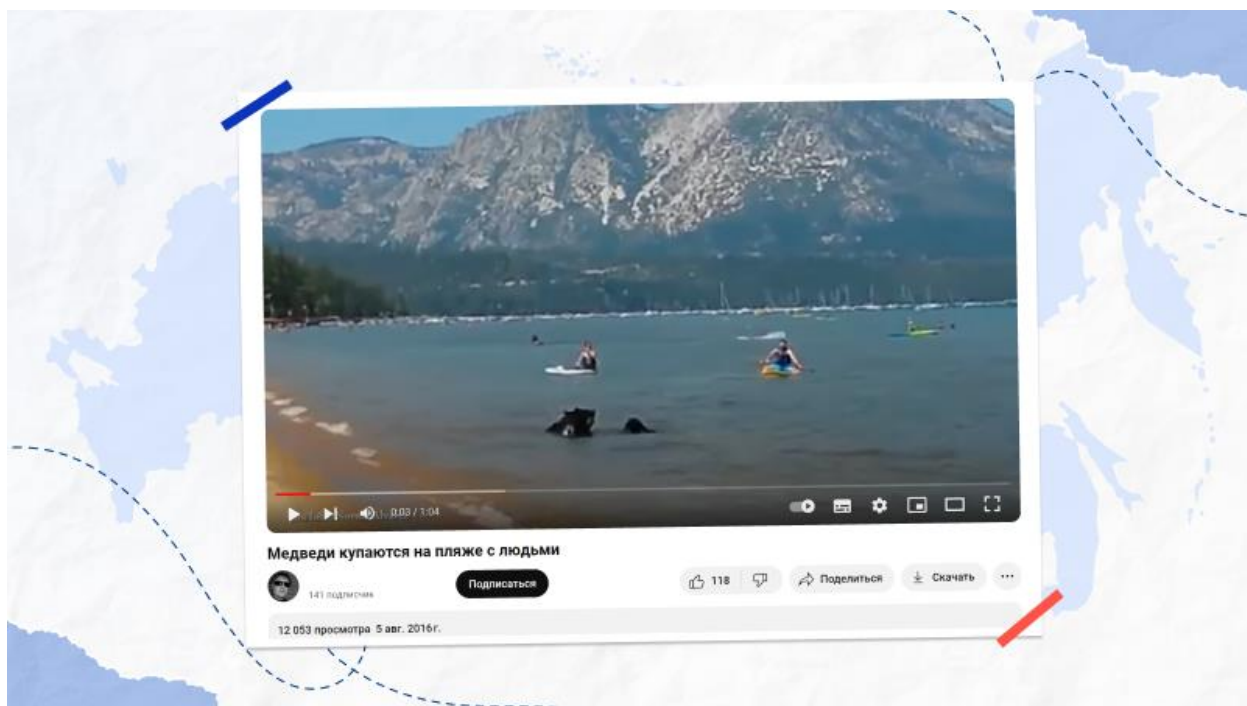 0:03 / 1:04
Медведи купаются на пляже с людьми
141 подписчик
Подписаться
118
Поделиться
Скачать
12 053 просмотра 5 авг. 2016 г.